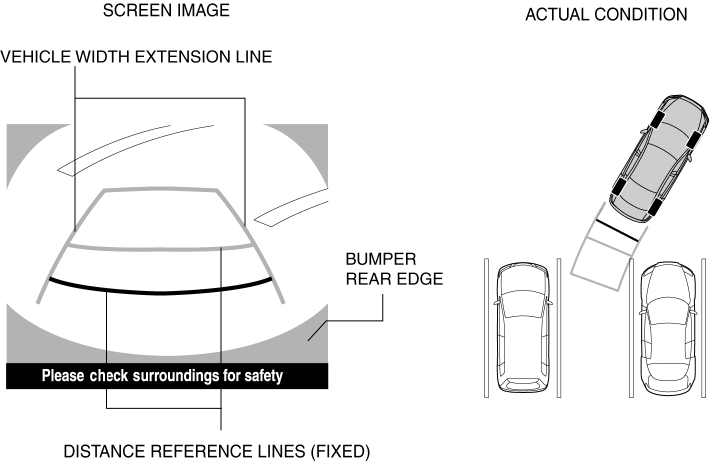 SCREEN IMAGE
ACTUAL CONDITION
VEHICLE WIDTH EXTENSION LINE
BUMPER
REAR EDGE
Please check surroundings for safety
DISTANCE REFERENCE LINES (FIXED)